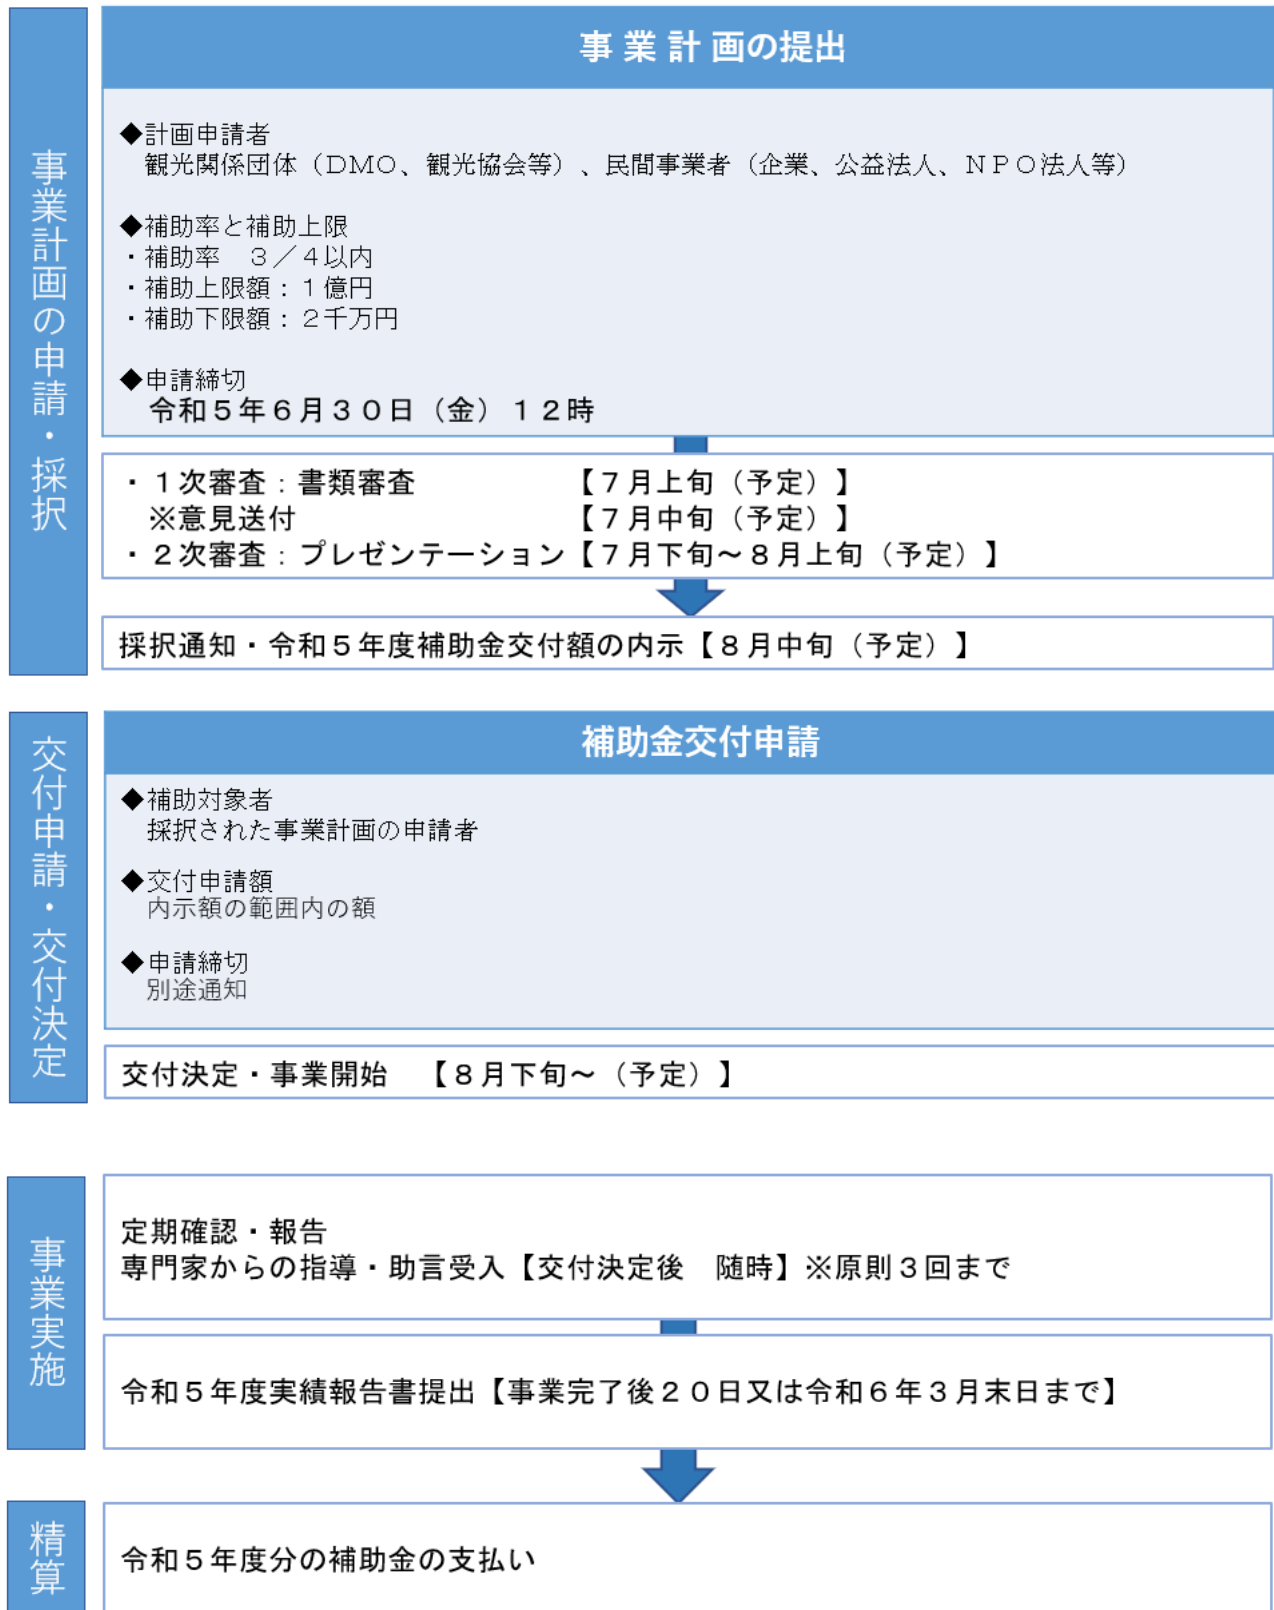 事業計画の申請・採択
事 業 計 画の提出
◆計画申請者
観光関係団体（DMO、観光協会等）、民間事業者（企業、公益法人、ＮＰＯ法人等）
◆補助率と補助上限
・補助率　３／４以内
・補助上限額：１億円
・補助下限額：２千万円
◆申請締切
令和５年６月３０日（金）１２時
・１次審査：書類審査　【７月上旬（予定）】
※意見送付　【７月中旬（予定）】
・２次審査：プレゼンテーション【７月下旬～８月上旬（予定）】
採択通知・令和５年度補助金交付額の内示【８月中旬（予定）】
交付申請・交付決定
補助金交付申請
◆補助対象者
採択された事業計画の申請者
◆交付申請額
内示額の範囲内の額
◆申請締切
別途通知
交付決定・事業開始　【８月下旬～（予定）】
事業実施
定期確認・報告
専門家からの指導・助言受入【交付決定後　随時】※原則３回まで
令和５年度実績報告書提出【事業完了後２０日又は令和６年３月末日まで】
精算
令和５年度分の補助金の支払い